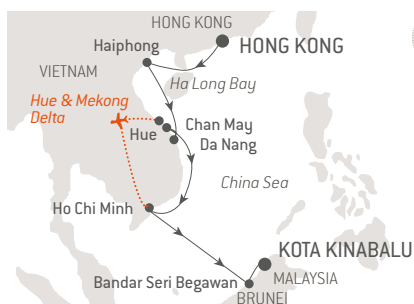 HONG KONG
Haiphong
HONG KONG
VIETNAM
Ha Long Bay
Hue & Mekong
Delta
Hue
Chan May
Da Nang
China Sea
Ho Chi Minh
KOTA KINABALU
Bandar Seri Begawan
MALAYSIA
BRUNEI